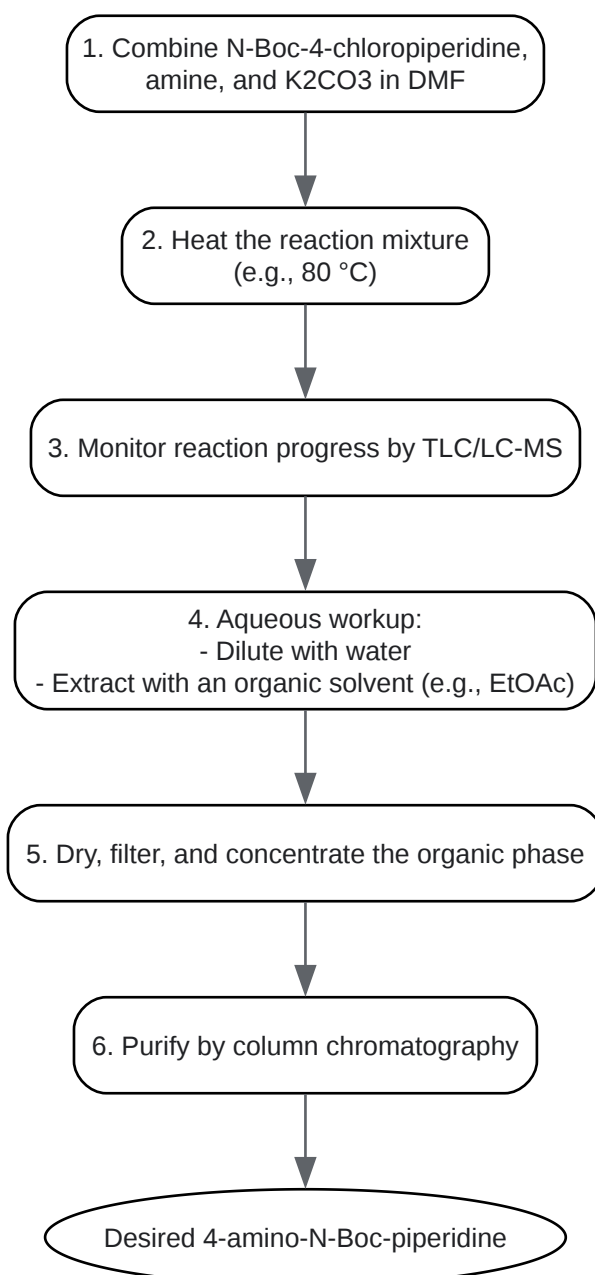 1. Combine N-Boc-4-chloropiperidine,
amine, and K2CO3 in DMF
2. Heat the reaction mixture
(e.g., 80 °C)
3. Monitor reaction progress by TLC/LC-MS
4. Aqueous workup:
- Dilute with water
- Extract with an organic solvent (e.g., EtOAc)
5. Dry, filter, and concentrate the organic phase
6. Purify by column chromatography
Desired 4-amino-N-Boc-piperidine